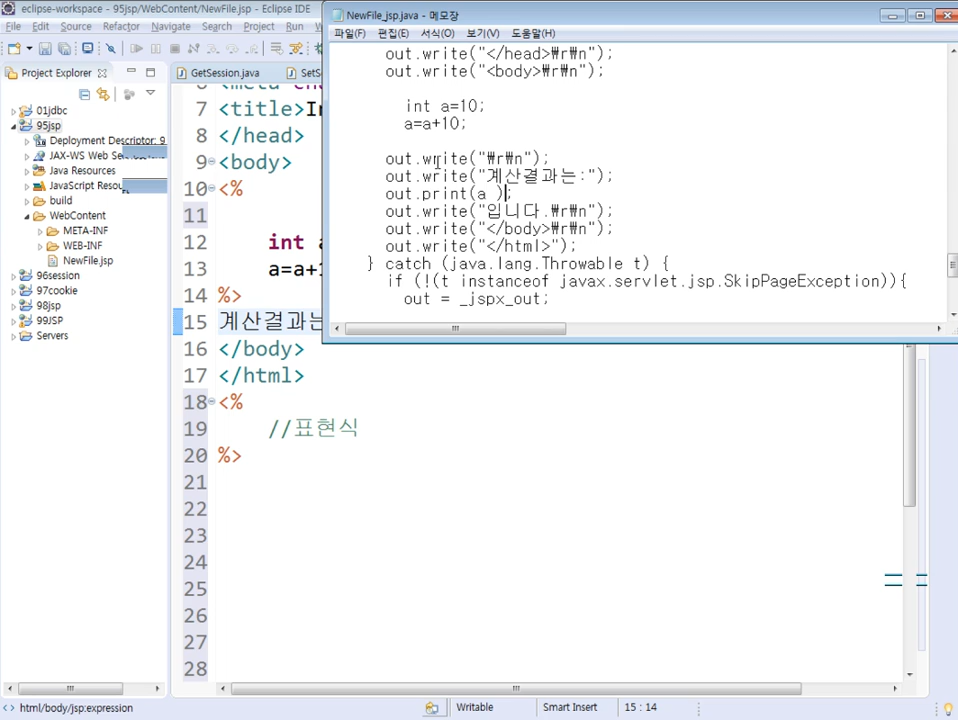 eclipse-workspace - 95jsp/WebContent/NewFile.jsp - Eclipse IDE
File Edit Source Refactor Navigate Search Project Run
Project Explorer
01jdbc
95jsp
Deployment Descriptor: 9
JAX-WS Web Ser
Java Resources
JavaScript Resou
build
WebContent
META-INF
WEB-INF
NewFile.jsp
96session
97cookie
98jsp
99JSP
Servers
GetSession.java
SetS
7 <title>In
8 </head>
9 <body>
10 <%
11
12 int a
13 a=a+1
14 %>
15 계산결과는
16 </body>
17 </html>
18 <%
19 //표현식
20 %>
21
22
23
24
25
26
27
28
NewFile_jsp.java - 메모장
파일(F) 편집(E) 서식(O) 보기(V) 도움말(H)
out.write("</head>₩r₩n");
out.write("<body>₩r₩n");
int a=10;
a=a+10;
out.write("₩r₩n");
out.write("계산결과는:");
out.print(a );
out.write("입니다.₩r₩n");
out.write("</body>₩r₩n");
out.write("</html>");
} catch (java.lang.Throwable t) {
if (!(t instanceof javax.servlet.jsp.SkipPageException)){
out = _jspx_out;
html/body/jsp:expression
Writable
Smart Insert
15 : 14